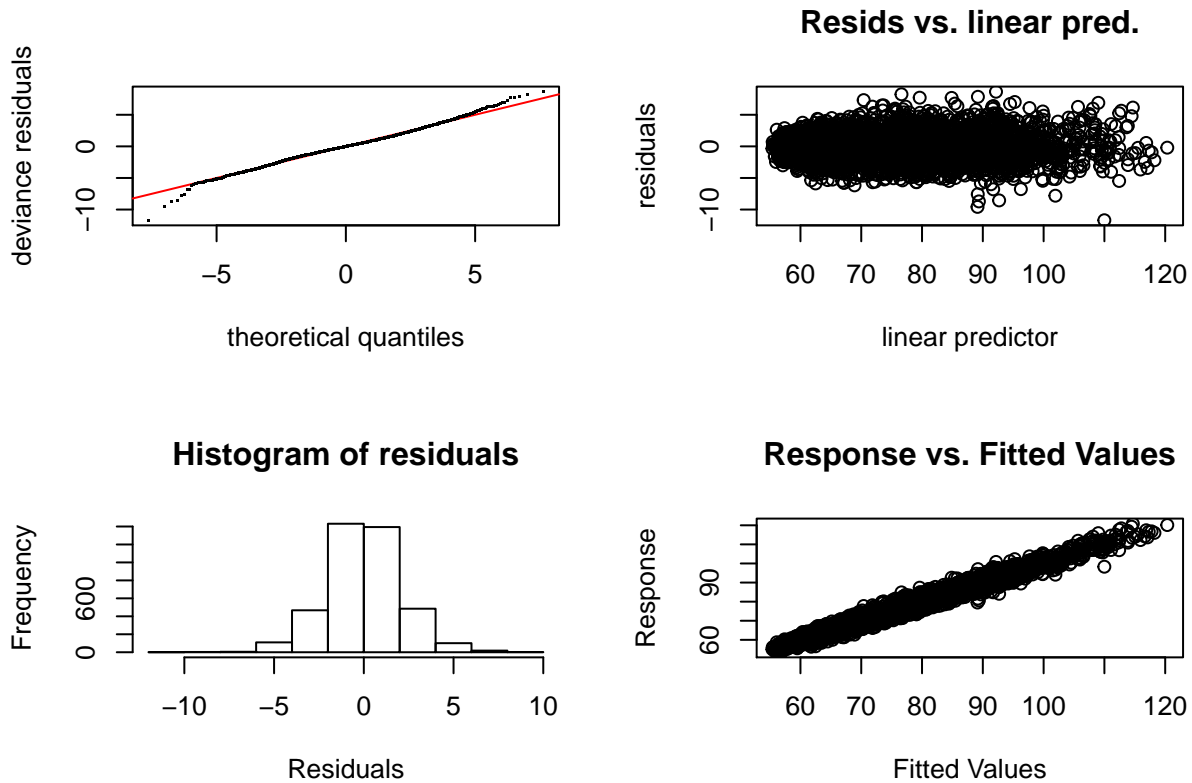 deviance residuals
−10
0
−5
0
5
theoretical quantiles
Resids vs. linear pred.
residuals
−10
0
60
70
80
90
100
120
linear predictor
Histogram of residuals
Frequency
0
600
−10
−5
0
5
10
Residuals
Response vs. Fitted Values
Response
60
90
60
70
80
90
100
120
Fitted Values